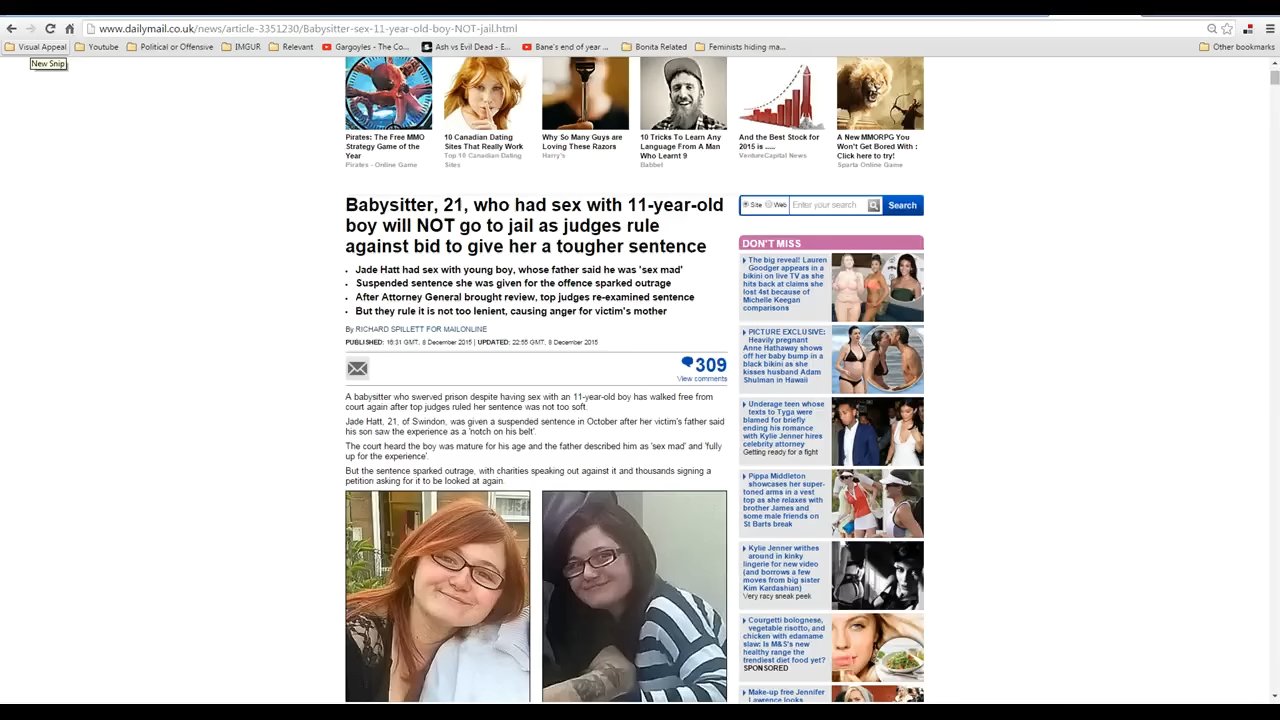 www.dailymail.co.uk/news/article-3351230/Babysitter-sex-11-year-old-boy-NOT-jail.html
Visual Appeal Youtube Political or Offensive IMGUR Relevant Gargoyles - The Co... Ash vs Evil Dead - E... Bane's end of year ... Bonita Related Feminists hiding ma... Other bookmarks
New Snip
Pirates: The Free MMO
Strategy Game of the
Year
Pirates - Online Game
10 Canadian Dating
Sites That Really Work
Top 10 Canadian Dating
Sites
Why So Many Guys are
Loving These Razors
Harry's
10 Tricks To Learn Any
Language From A Man
Who Learnt 9
Babbel
And the Best Stock for
2015 is .....
VentureCapital News
A New MMORPG You
Won't Get Bored With :
Click here to try!
Sparta Online Game
Babysitter, 21, who had sex with 11-year-old
boy will NOT go to jail as judges rule
against bid to give her a tougher sentence
Jade Hatt had sex with young boy, whose father said he was 'sex mad'
Suspended sentence she was given for the offence sparked outrage
After Attorney General brought review, top judges re-examined sentence
But they rule it is not too lenient, causing anger for victim's mother
By RICHARD SPILLETT FOR MAILONLINE
PUBLISHED: 16:31 GMT, 8 December 2015 | UPDATED: 22:55 GMT, 8 December 2015
309
View comments
A babysitter who swerved prison despite having sex with an 11-year-old boy has walked free from
court again after top judges ruled her sentence was not too soft.
Jade Hatt, 21, of Swindon, was given a suspended sentence in October after her victim's father said
his son saw the experience as a 'notch on his belt'.
The court heard the boy was mature for his age and the father described him as 'sex mad' and 'fully
up for the experience'.
But the sentence sparked outrage, with charities speaking out against it and thousands signing a
petition asking for it to be looked at again.
Site Web Enter your search Search
DON'T MISS
The big reveal! Lauren
Goodger appears in a
bikini on live TV as she
hits back at claims she
lost 4st because of
Michelle Keegan
comparisons
PICTURE EXCLUSIVE:
Heavily pregnant
Anne Hathaway shows
off her baby bump in a
black bikini as she
kisses husband Adam
Shulman in Hawaii
Underage teen whose
texts to Tyga were
blamed for briefly
ending his romance
with Kylie Jenner hires
celebrity attorney
Getting ready for a fight
Pippa Middleton
showcases her super-
toned arms in a vest
top as she relaxes with
brother James and
some male friends on
St Barts break
Kylie Jenner writhes
around in kinky
lingerie for new video
(and borrows a few
moves from big sister
Kim Kardashian)
Very racy sneak peek
Courgetti bolognese,
vegetable risotto, and
chicken with edamame
slaw: Is M&S's new
healthy range the
trendiest diet food yet?
SPONSORED
Make-up free Jennifer
Lawrence looks